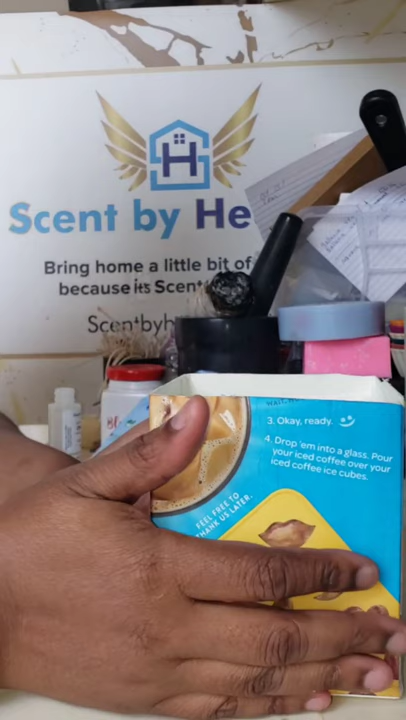 H
Scent by He
Bring home a little bit of
because it's Scent
Scentbyh
3. Okay, ready.
4. Drop 'em into a glass. Pour
your iced coffee over your
iced coffee ice cubes.
FEEL FREE TO
THANK US LATER.